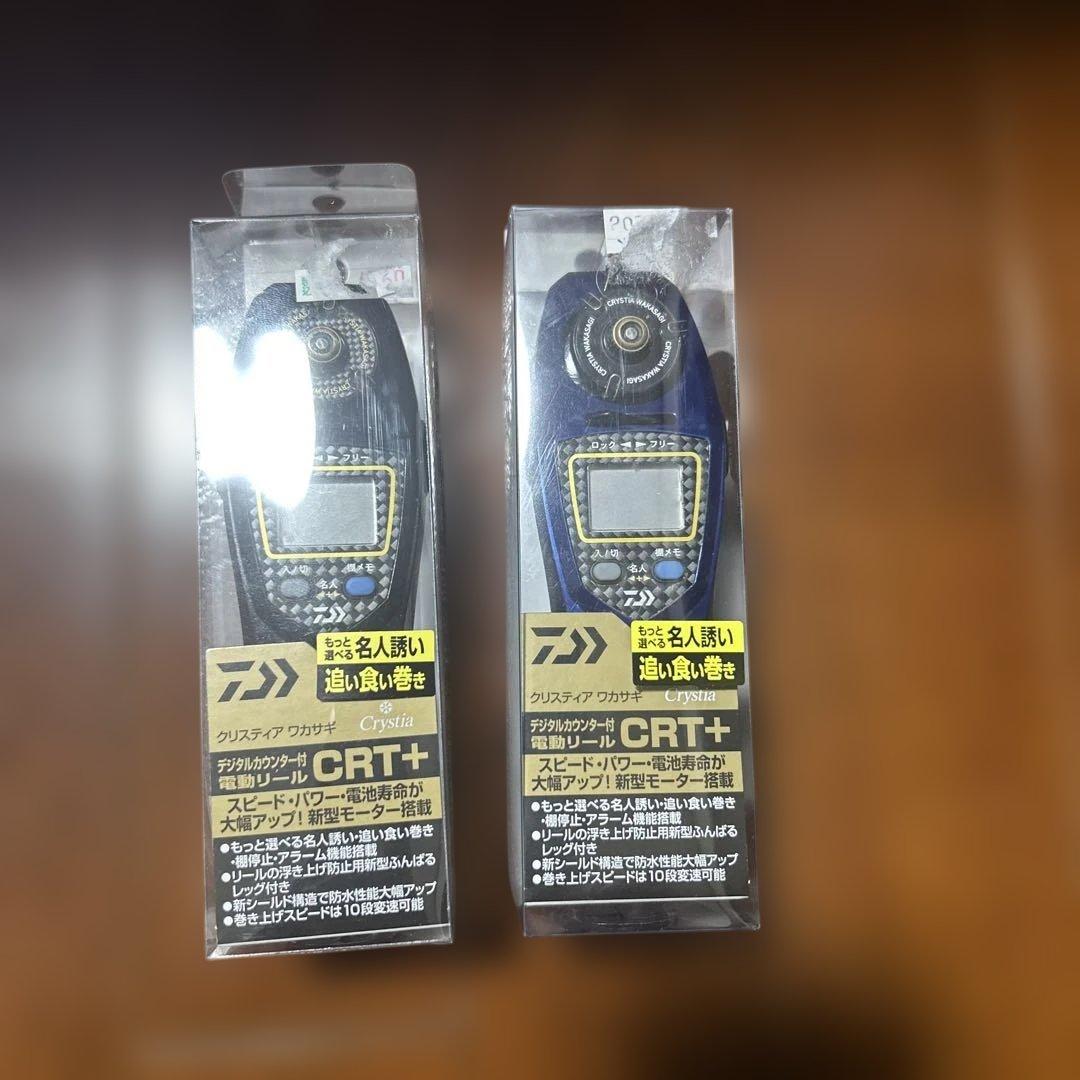 CRYSTIA WAKASAGI
フリー
入/切
棚メモ
名人
もっと選べる 名人誘い
追い食い巻き
クリスティア ワカサギ
Crystia
デジタルカウンター付
電動リール CRT+
スピード・パワー・電池寿命が
大幅アップ! 新型モーター搭載
●もっと選べる名人誘い・追い食い巻き
・棚停止・アラーム機能搭載
●リールの浮き上げ防止用新型ふんばる
レッグ付き
●新シールド構造で防水性能大幅アップ
●巻き上げスピードは10段変速可能
CRYSTIA WAKASAGI
CRYSTIA WAKASAGI
CRYSTIA WAKASAGI
ロック ◀ ▶ フリー
入/切
棚メモ
名人
◀+▶
もっと選べる 名人誘い
追い食い巻き
クリスティア ワカサギ
Crystia
デジタルカウンター付
電動リール CRT+
スピード・パワー・電池寿命が
大幅アップ! 新型モーター搭載
●もっと選べる名人誘い・追い食い巻き
・棚停止・アラーム機能搭載
●リールの浮き上げ防止用新型ふんばる
レッグ付き
●新シールド構造で防水性能大幅アップ
●巻き上げスピードは10段変速可能